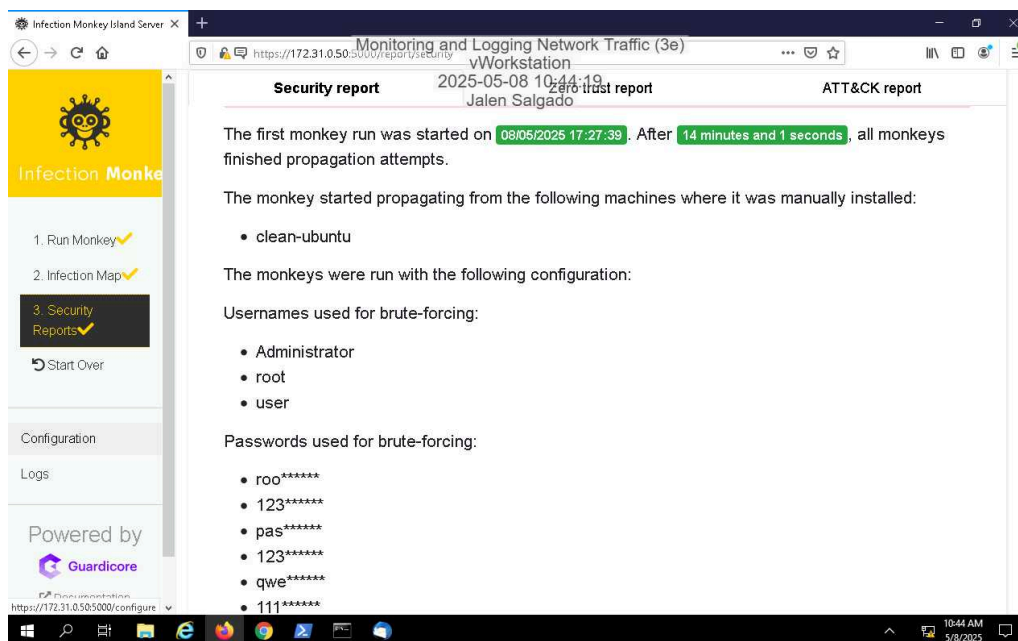 Infection Monkey Island Server
https://172.31.0.50:5000/report/security
Monitoring and Logging Network Traffic (3e)
vWorkstation
2025-05-08 10:44:19
Jalen Salgado
Security report
Zero trust report
ATT&CK report
Infection Monke
1. Run Monkey
2. Infection Map
3. Security
Reports
Start Over
Configuration
Logs
Powered by
Guardicore
Documentation
https://172.31.0.50:5000/configure
The first monkey run was started on 08/05/2025 17:27:39. After 14 minutes and 1 seconds, all monkeys
finished propagation attempts.
The monkey started propagating from the following machines where it was manually installed:
• clean-ubuntu
The monkeys were run with the following configuration:
Usernames used for brute-forcing:
• Administrator
• root
• user
Passwords used for brute-forcing:
• roo******
• 123******
• pas******
• 123******
• qwe******
• 111******
10:44 AM
5/8/2025